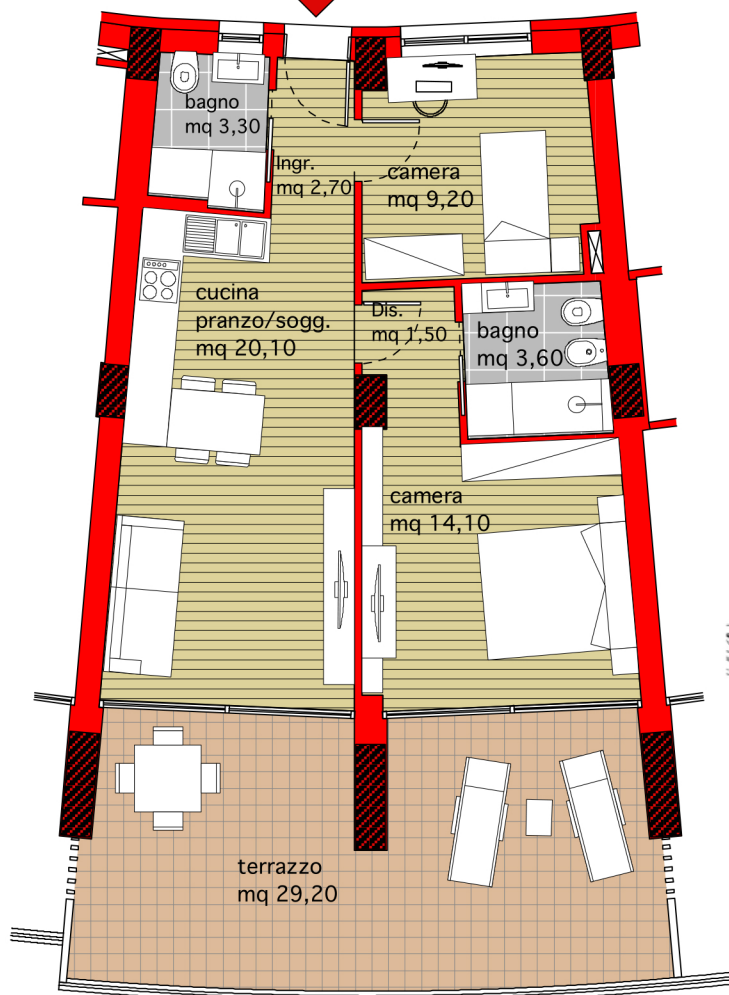 bagno
mq 3,30
Ingr.
mq 2,70
camera
mq 9,20
cucina
pranzo/sogg.
mq 20,10
Dis.
mq 1,50
bagno
mq 3,60
camera
mq 14,10
terrazzo
mq 29,20